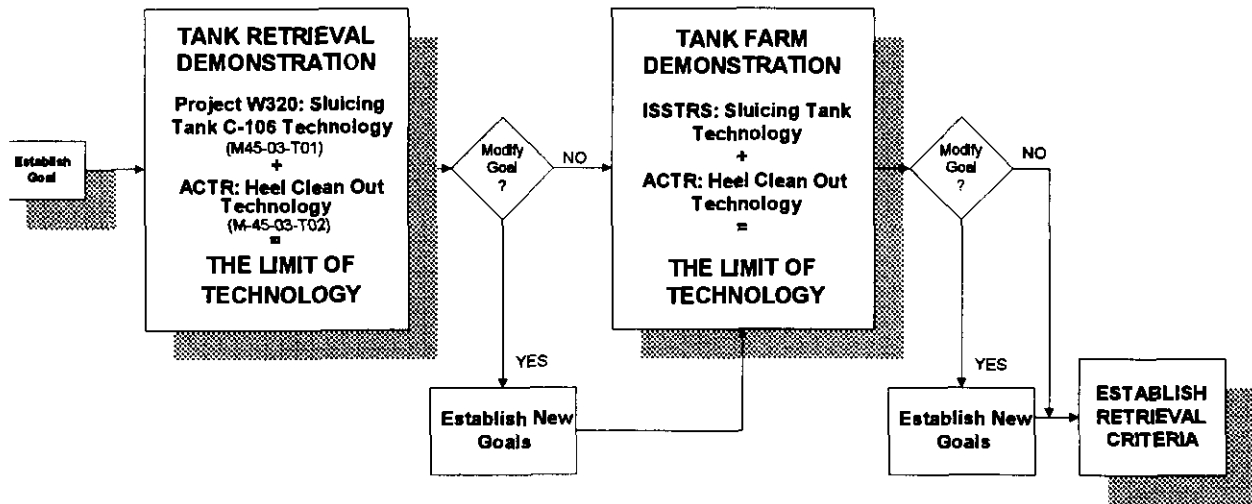 Establish
Goal
TANK RETRIEVAL
DEMONSTRATION
Project W320: Sluicing
Tank C-106 Technology
(M45-03-T01)
+
ACTR: Heel Clean Out
Technology
(M-45-03-T02)
=
THE LIMIT OF
TECHNOLOGY
Modify
Goal
?
NO
YES
Establish New
Goals
TANK FARM
DEMONSTRATION
ISSTRS: Sluicing Tank
Technology
+
ACTR: Heel Clean Out
Technology
=
THE LIMIT OF
TECHNOLOGY
Modify
Goal
?
NO
YES
Establish New
Goals
ESTABLISH
RETRIEVAL
CRITERIA